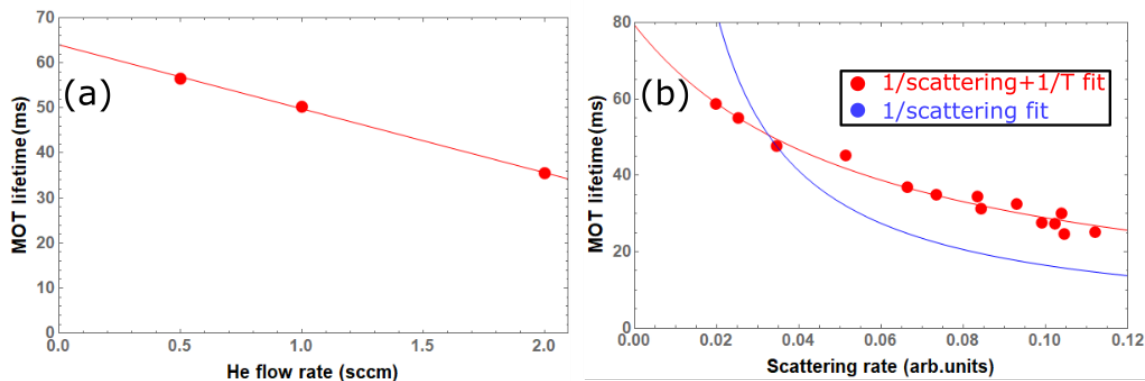 70
60
50
40
30
20
10
0
MOT lifetime(ms)
(a)
0.0 0.5 1.0 1.5 2.0
He flow rate (sccm)
80
60
40
20
0
MOT lifetime(ms)
(b)
1/scattering+1/T fit
1/scattering fit
0.00 0.02 0.04 0.06 0.08 0.10 0.12
Scattering rate (arb.units)